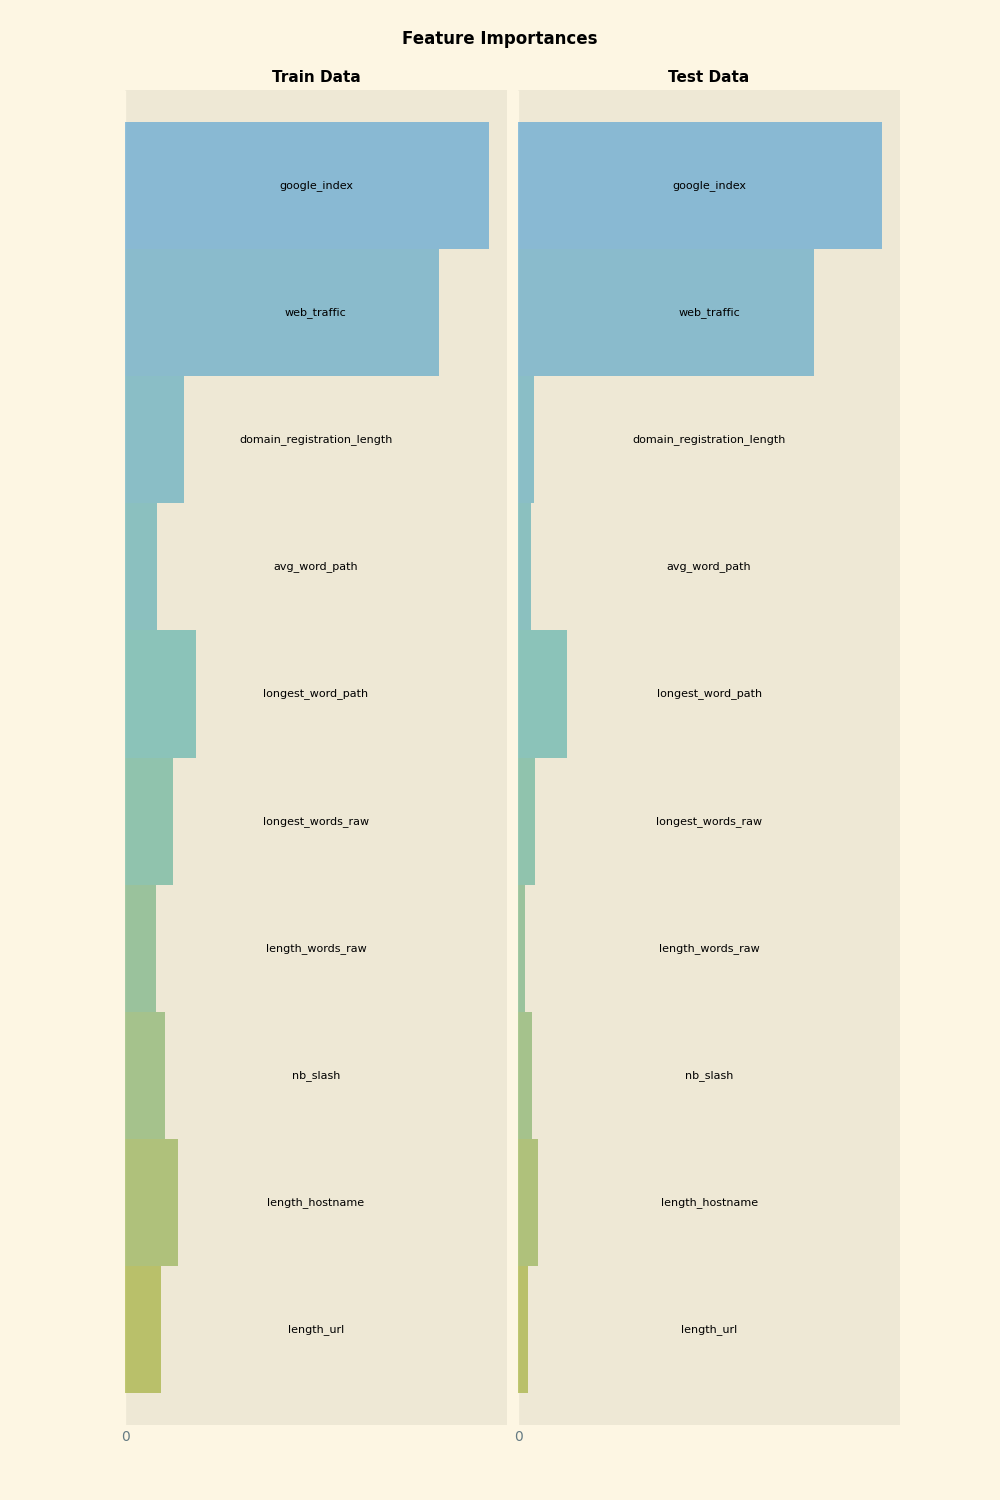 Feature Importances
Train Data
google_index
web_traffic
domain_registration_length
avg_word_path
longest_word_path
longest_words_raw
length_words_raw
nb_slash
length_hostname
length_url
0
Test Data
google_index
web_traffic
domain_registration_length
avg_word_path
longest_word_path
longest_words_raw
length_words_raw
nb_slash
length_hostname
length_url
0